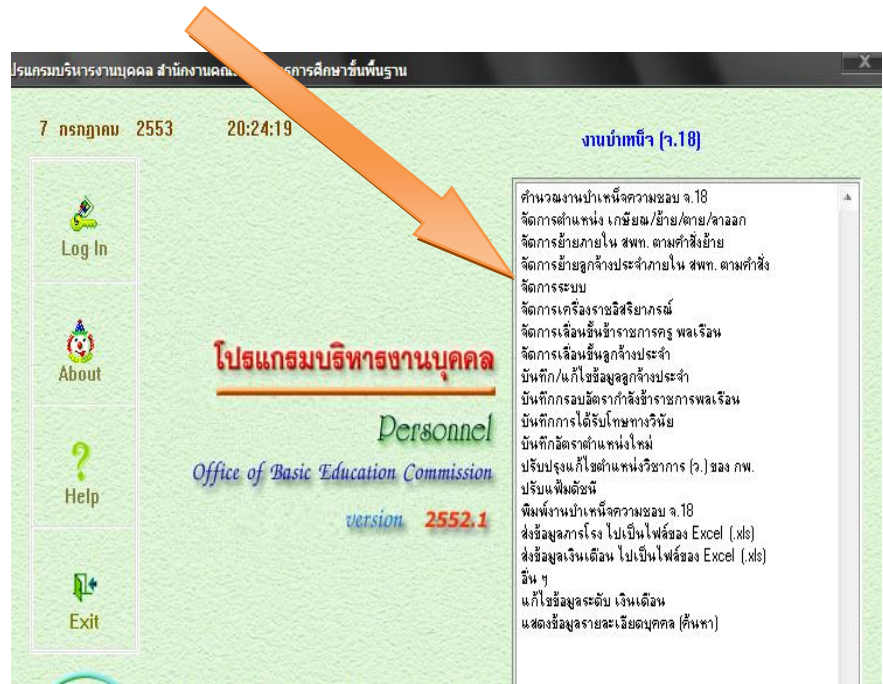 ปรแกรมบริหารงานบุคคล สำนักงานคณ รการศึกษาขั้นพื้นฐาน
X
7 กรกฎาคม 2553 20:24:19
งานบำเหน็จ (จ.18)
Log In
About
Help
Exit
โปรแกรมบริหารงานบุคคล
Personnel
Office of Basic Education Commission
version 2552.1
คำนวณงานบำเหน็จความชอบ จ.18
จัดการตำแหน่ง เกษียณ/ย้าย/ตาย/ลาออก
จัดการย้ายภายใน สพท. ตามคำสั่งย้าย
จัดการย้ายลูกจ้างประจำภายใน สพท. ตามคำสั่ง
จัดการระบบ
จัดการเครื่องราชอิสริยาภรณ์
จัดการเลื่อนขั้นข้าราชการครู พลเรือน
จัดการเลื่อนขั้นลูกจ้างประจำ
บันทึก/แก้ไขข้อมูลลูกจ้างประจำ
บันทึกกรอบอัตรากำลังข้าราชการพลเรือน
บันทึกการได้รับโทษทางวินัย
บันทึกอัตราตำแหน่งใหม่
ปรับปรุงแก้ไขตำแหน่งวิชาการ (ว.) ของ กพ.
ปรับแฟ้มดัชนี
พิมพ์งานบำเหน็จความชอบ จ.18
ส่งข้อมูลภารโรง ไปเป็นไฟล์ของ Excel (.xls)
ส่งข้อมูลเงินเดือน ไปเป็นไฟล์ของ Excel (.xls)
อื่น ๆ
แก้ไขข้อมูลระดับ เงินเดือน
แสดงข้อมูลรายละเอียดบุคคล (ค้นหา)